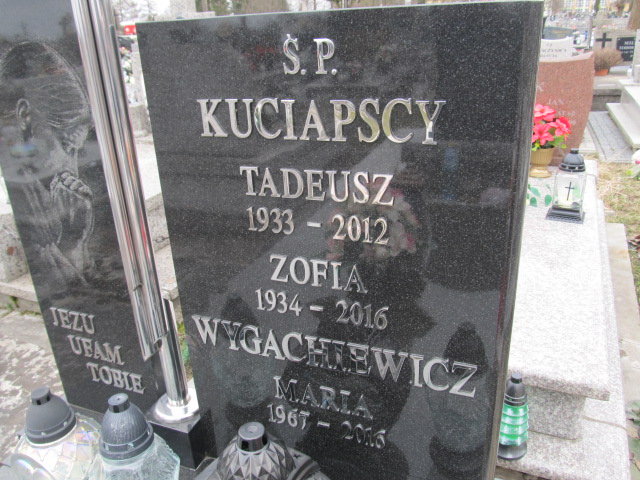 Ś.P.
KUCIAPSCY
TADEUSZ
1933 - 2012
ZOFIA
1934 - 2016
WYGACHIEWICZ
MARIA
1967 - 2016
JEZU
UFAM
TOBIE